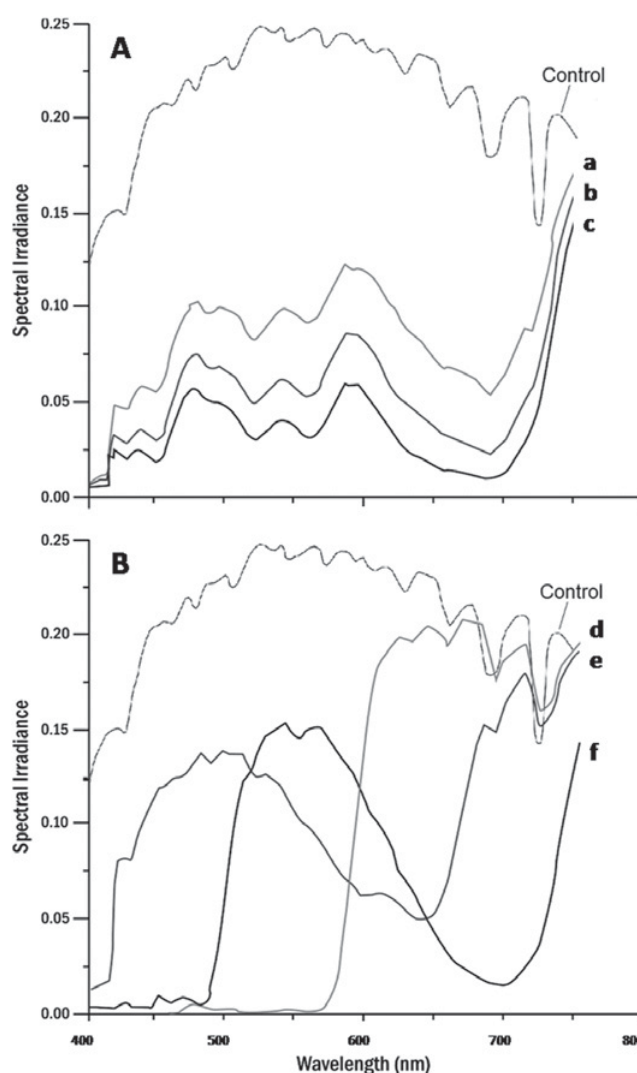 0.25
A
Control
0.20
a
b
c
0.15
Spectral Irradiance
0.10
0.05
0.00
0.25
B
Control
0.20
d
e
0.15
f
Spectral Irradiance
0.10
0.05
0.00
400 500 600 700 800
Wavelength (nm)